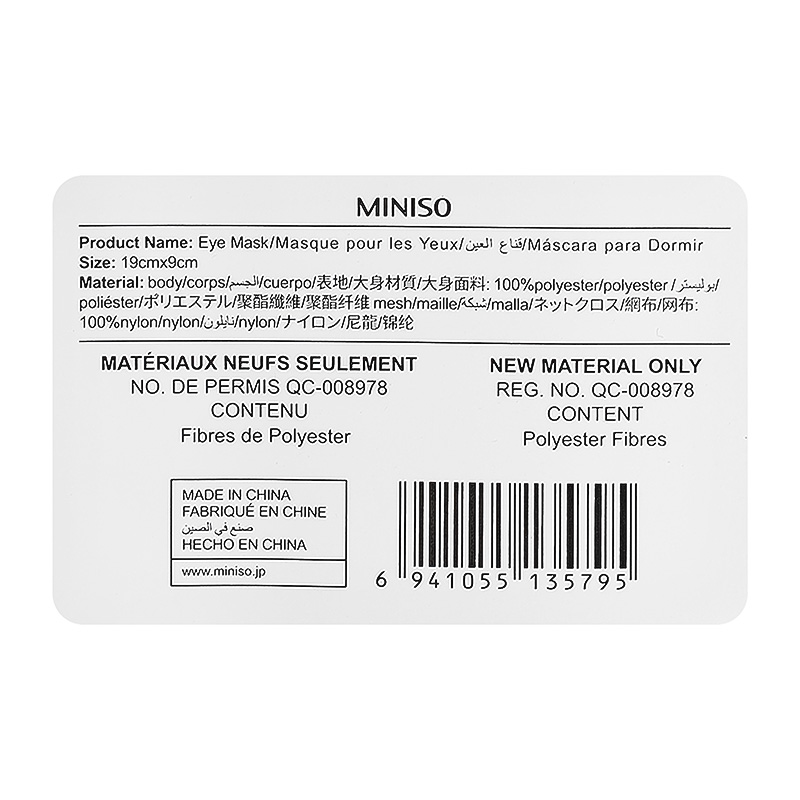 MINISO
Product Name: Eye Mask/Masque pour les Yeux/قناع العين/Máscara para Dormir
Size: 19cmx9cm
Material: body/corps/الجسم/cuerpo/表地/大身材質/大身面料: 100%polyester/polyester /بوليستر/
poliéster/ポリエステル/聚酯纖維/聚酯纤维 mesh/maille/شبكة/malla/ネットクロス/網布/网布:
100%nylon/nylon/نايلون/nylon/ナイロン/尼龍/锦纶
MATÉRIAUX NEUFS SEULEMENT
NO. DE PERMIS QC-008978
CONTENU
Fibres de Polyester
NEW MATERIAL ONLY
REG. NO. QC-008978
CONTENT
Polyester Fibres
MADE IN CHINA
FABRIQUÉ EN CHINE
صنع في الصين
HECHO EN CHINA
www.miniso.jp
6 941055 135795